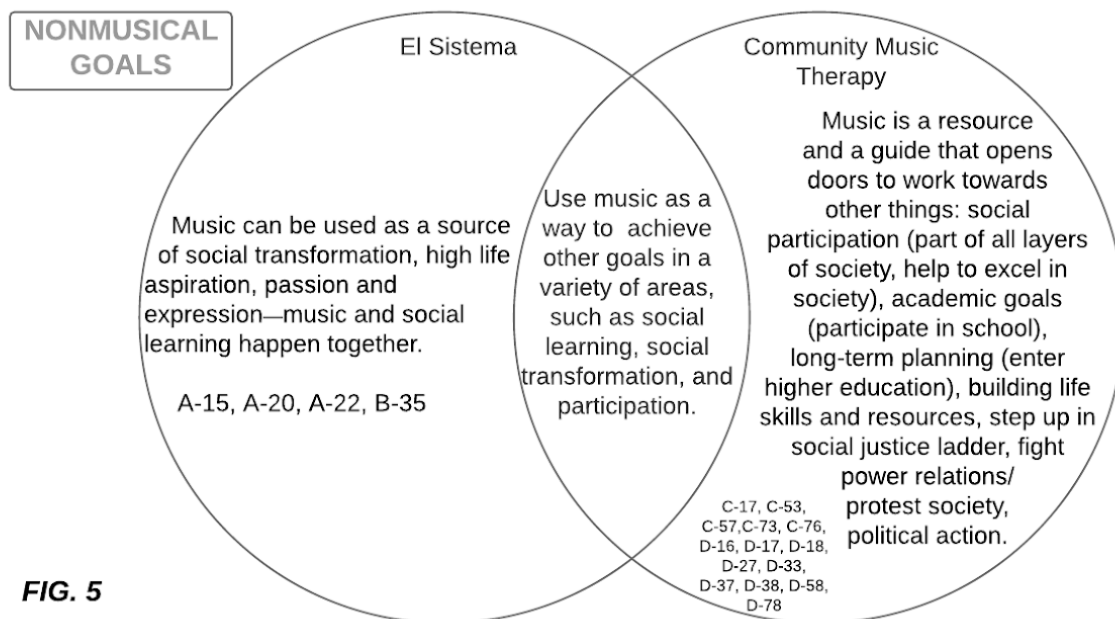 NONMUSICAL
GOALS
El Sistema
Community Music
Therapy
Music can be used as a source
of social transformation, high life
aspiration, passion and
expression—music and social
learning happen together.
A-15, A-20, A-22, B-35
Use music as a
way to achieve
other goals in a
variety of areas,
such as social
learning, social
transformation, and
participation.
Music is a resource
and a guide that opens
doors to work towards
other things: social
participation (part of all layers
of society, help to excel in
society), academic goals
(participate in school),
long-term planning (enter
higher education), building life
skills and resources, step up in
social justice ladder, fight
power relations/
protest society,
political action.
C-17, C-53,
C-57,C-73, C-76,
D-16, D-17, D-18,
D-27, D-33,
D-37, D-38, D-58,
D-78
FIG. 5